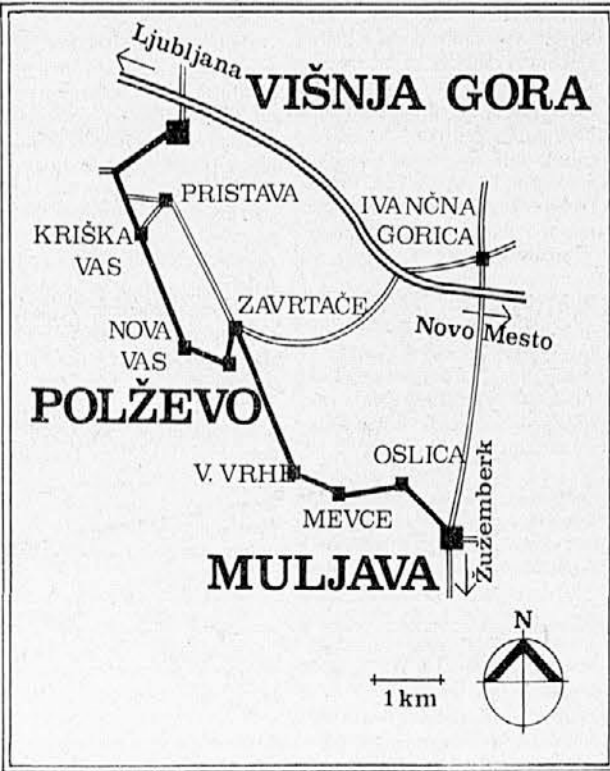 Ljubljana
VIŠNJA GORA
PRISTAVA
IVANČNA
GORICA
KRIŠKA
VAS
ZAVRTAČE
NOVA
VAS
Novo Mesto
POLŽEVO
OSLICA
V. VRHE
MEVCE
Žužemberk
MULJAVA
N
1 km